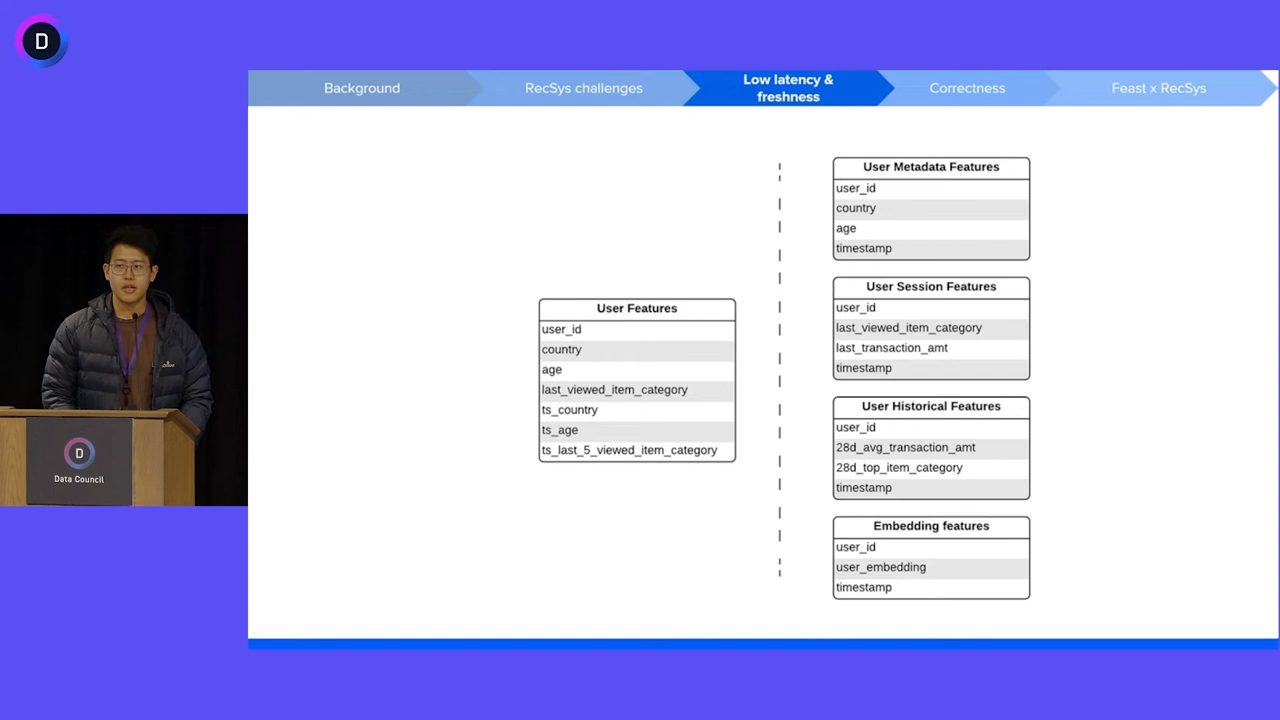 D
Background
RecSys challenges
Low latency &
freshness
Correctness
Feast x RecSys
User Features
user_id
country
age
last_viewed_item_category
ts_country
ts_age
ts_last_5_viewed_item_category
User Metadata Features
user_id
country
age
timestamp
User Session Features
user_id
last_viewed_item_category
last_transaction_amt
timestamp
User Historical Features
user_id
28d_avg_transaction_amt
28d_top_item_category
timestamp
Embedding features
user_id
user_embedding
timestamp
D
Data Council